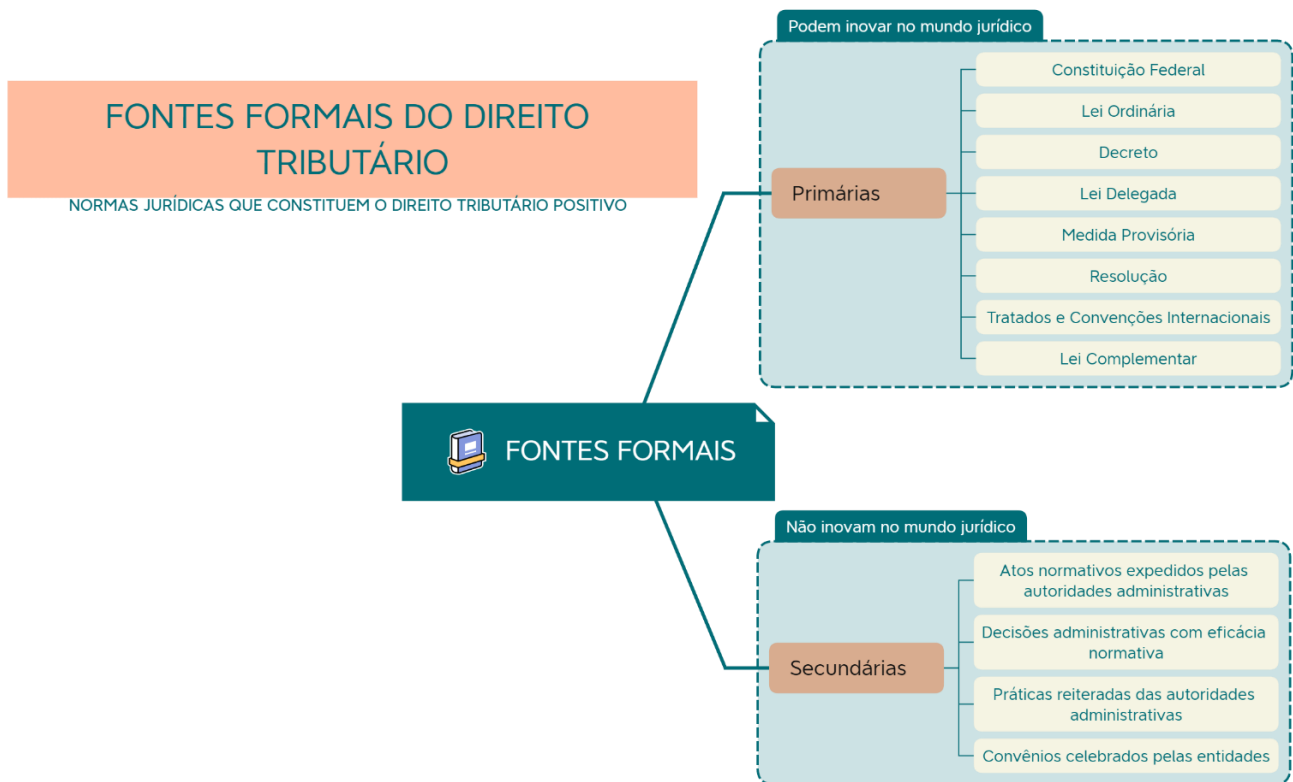 FONTES FORMAIS DO DIREITO
TRIBUTÁRIO
NORMAS JURÍDICAS QUE CONSTITUEM O DIREITO TRIBUTÁRIO POSITIVO
FONTES FORMAIS
Podem inovar no mundo jurídico
Primárias
Constituição Federal
Lei Ordinária
Decreto
Lei Delegada
Medida Provisória
Resolução
Tratados e Convenções Internacionais
Lei Complementar
Não inovam no mundo jurídico
Secundárias
Atos normativos expedidos pelas
autoridades administrativas
Decisões administrativas com eficácia
normativa
Práticas reiteradas das autoridades
administrativas
Convênios celebrados pelas entidades